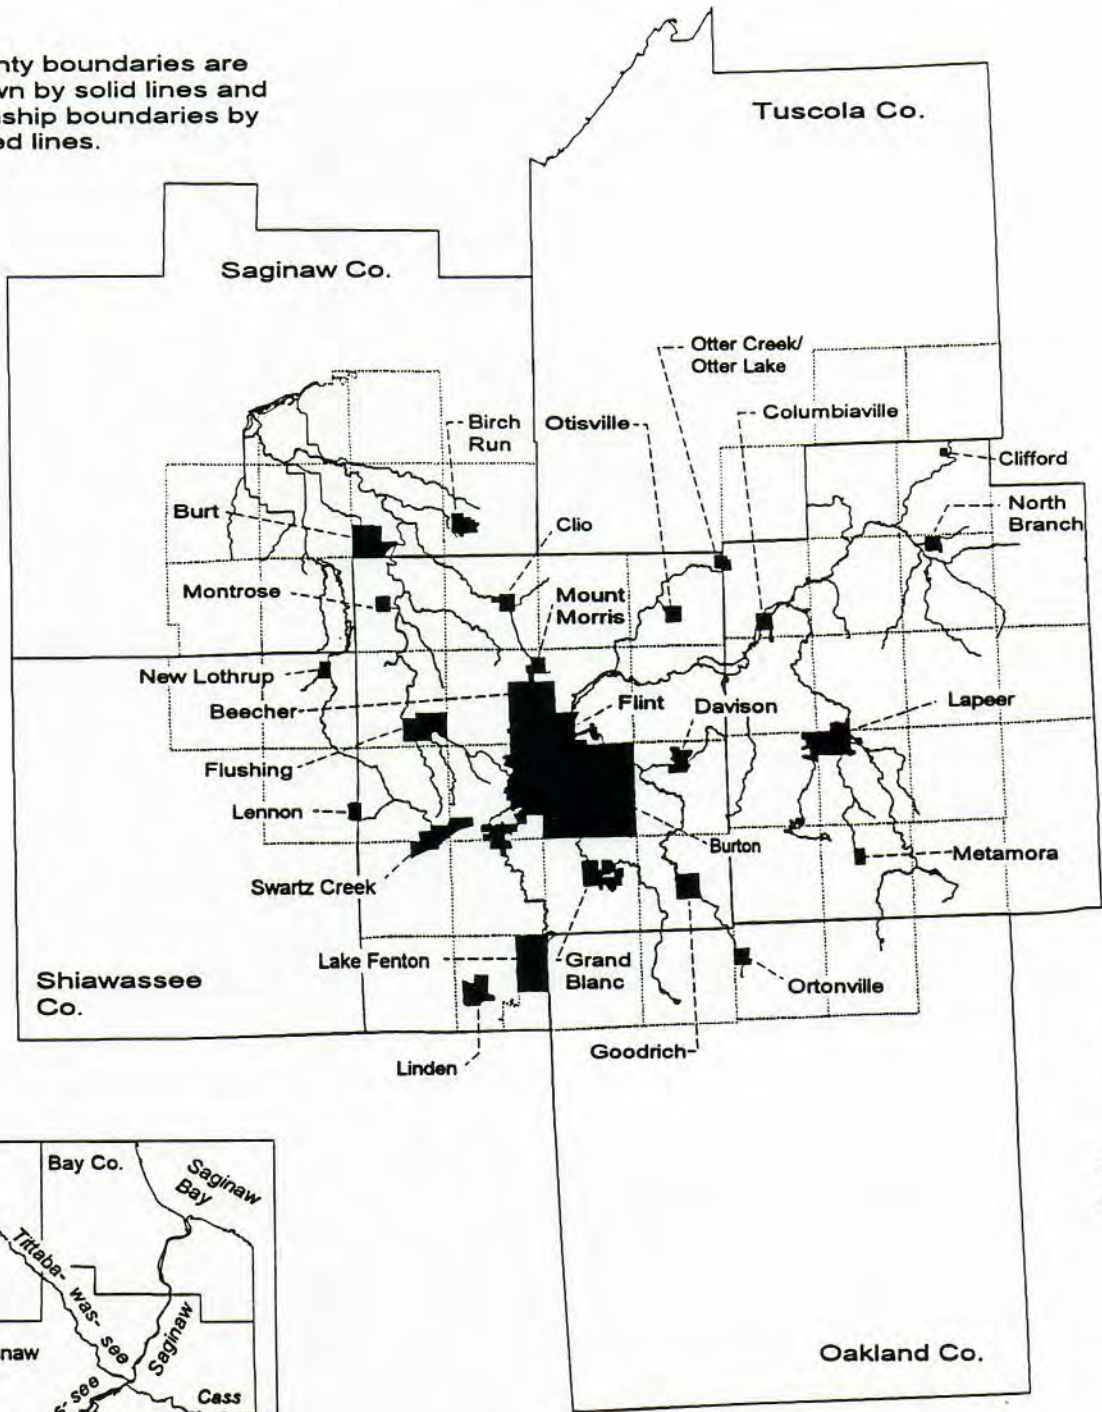 nty boundaries are
wn by solid lines and
nship boundaries by
ed lines.
Tuscola Co.
Saginaw Co.
Otter Creek/
Otter Lake
Birch
Run
Otisville
Columbiaville
Clifford
Burt
Clio
North
Branch
Montrose
Mount
Morris
New Lothrup
Beecher
Flint
Davison
Lapeer
Flushing
Lennon
Burton
Metamora
Swartz Creek
Lake Fenton
Grand
Blanc
Ortonville
Shiawassee
Co.
Goodrich
Linden
Bay Co.
Saginaw
Bay
Tittaba- was- see
Saginaw
naw
s- see
Cass
Oakland Co.